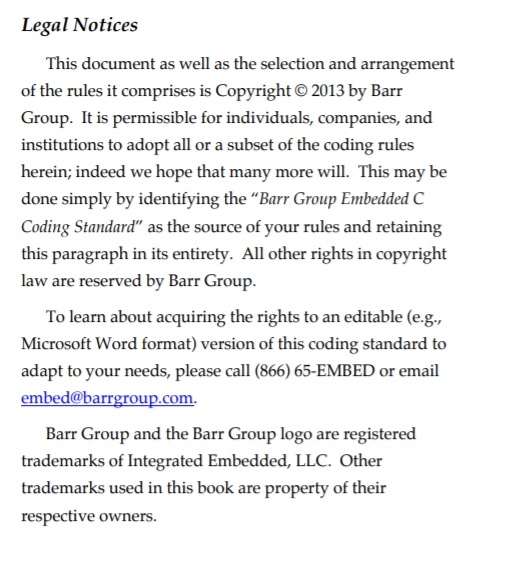 Legal Notices
This document as well as the selection and arrangement
of the rules it comprises is Copyright © 2013 by Barr
Group.  It is permissible for individuals, companies, and
institutions to adopt all or a subset of the coding rules
herein; indeed we hope that many more will.  This may be
done simply by identifying the “Barr Group Embedded C
Coding Standard” as the source of your rules and retaining
this paragraph in its entirety.  All other rights in copyright
law are reserved by Barr Group.
To learn about acquiring the rights to an editable (e.g.,
Microsoft Word format) version of this coding standard to
adapt to your needs, please call (866) 65-EMBED or email
embed@barrgroup.com.
Barr Group and the Barr Group logo are registered
trademarks of Integrated Embedded, LLC.  Other
trademarks used in this book are property of their
respective owners.